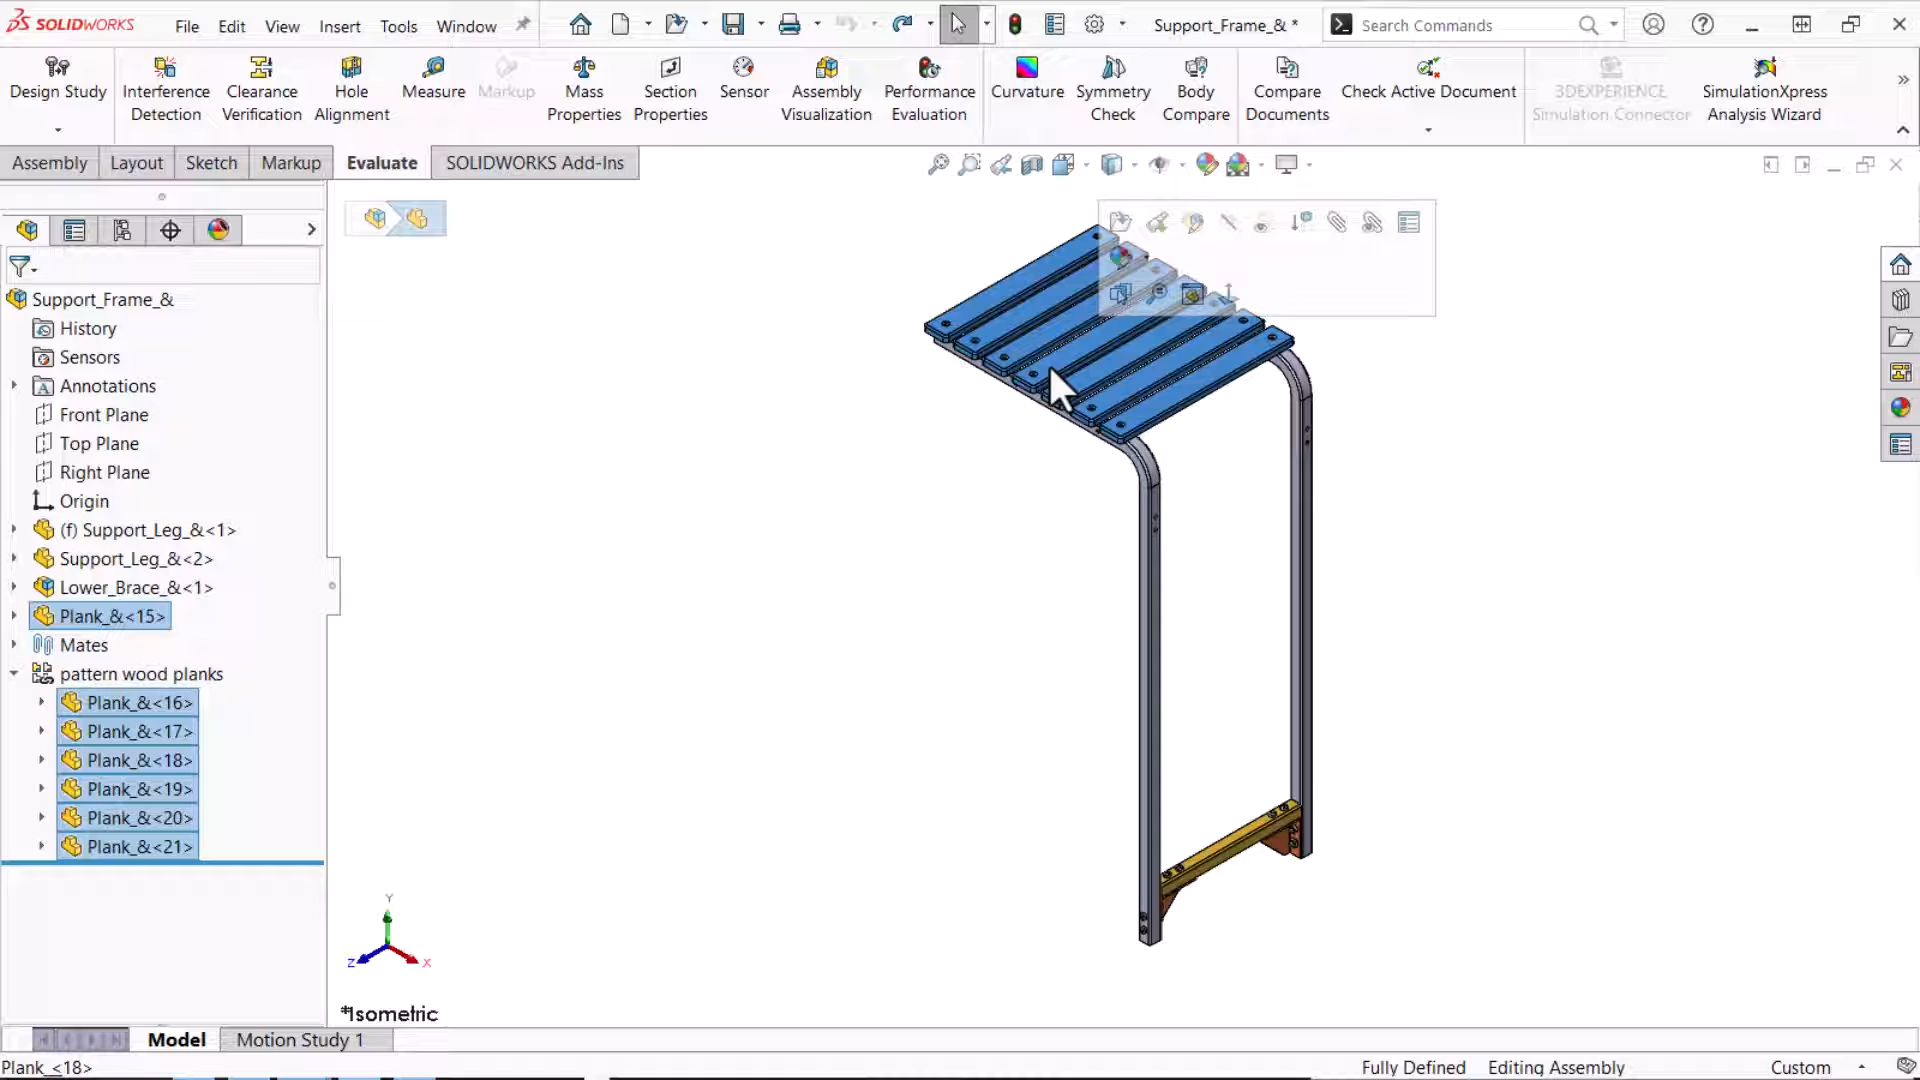 SOLIDWORKS File Edit View Insert Tools Window Support_Frame_& * Search Commands
Design Study
Interference Detection
Clearance Verification
Hole Alignment
Measure
Markup
Mass Properties
Section Properties
Sensor
Assembly Visualization
Performance Evaluation
Curvature
Symmetry Check
Body Compare
Compare Documents
Check Active Document
3DEXPERIENCE Simulation Connector
SimulationXpress Analysis Wizard
Assembly Layout Sketch Markup Evaluate SOLIDWORKS Add-Ins
Support_Frame_&
History
Sensors
Annotations
Front Plane
Top Plane
Right Plane
Origin
(f) Support_Leg_&<1>
Support_Leg_&<2>
Lower_Brace_&<1>
Plank_&<15>
Mates
pattern wood planks
Plank_&<16>
Plank_&<17>
Plank_&<18>
Plank_&<19>
Plank_&<20>
Plank_&<21>
Y
Z X
*Isometric
Model Motion Study 1
Plank_<18> Fully Defined Editing Assembly Custom